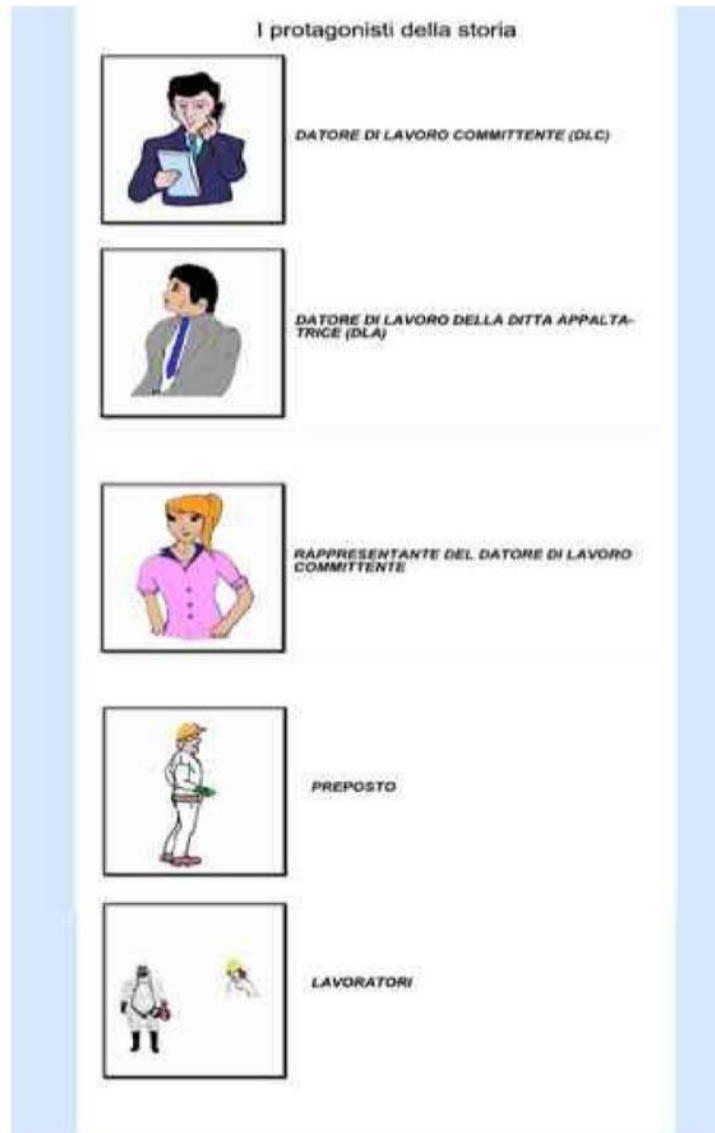 I protagonisti della storia
DATORE DI LAVORO COMMITTENTE (DLC)
DATORE DI LAVORO DELLA DITTA APPALTA-
TRICE (DLA)
RAPPRESENTANTE DEL DATORE DI LAVORO
COMMITTENTE
PREPOSTO
LAVORATORI